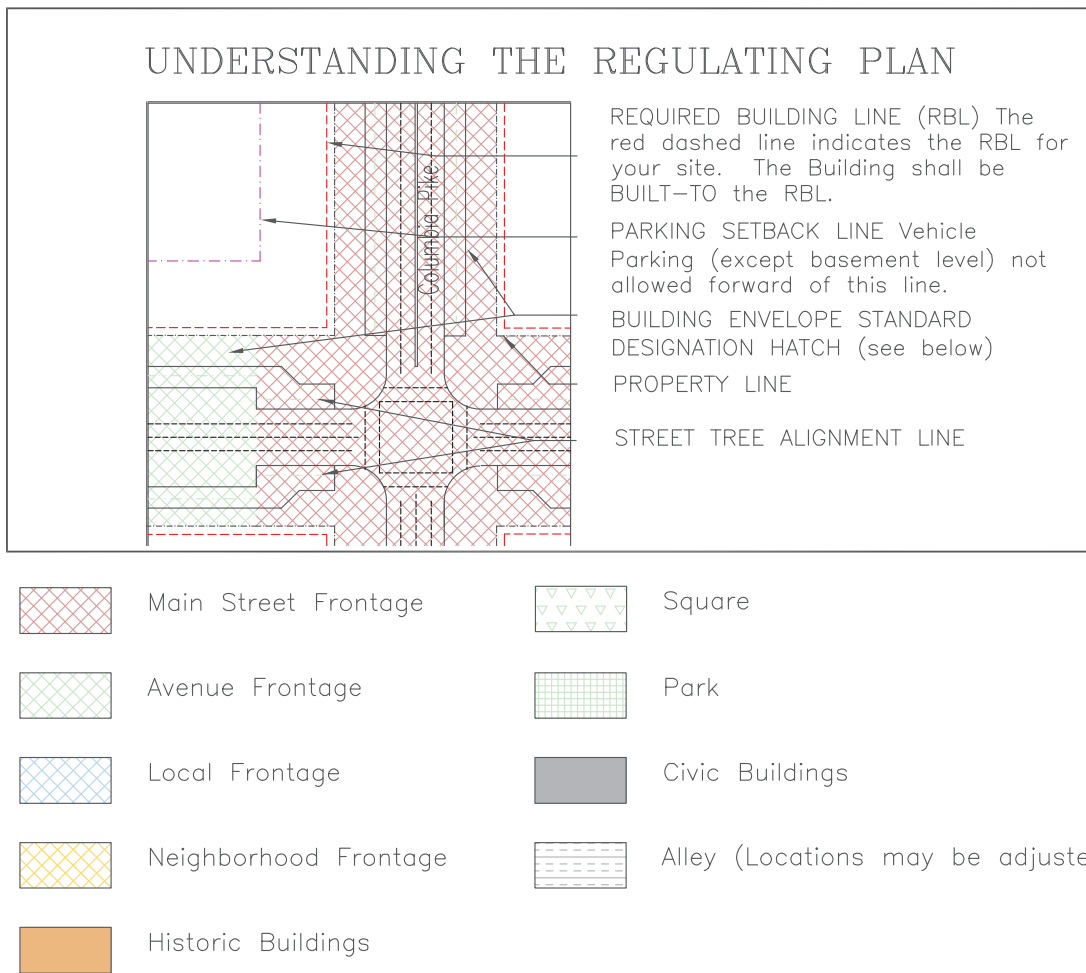 UNDERSTANDING THE REGULATING PLAN
Columbia Pike
REQUIRED BUILDING LINE (RBL) The
red dashed line indicates the RBL for
your site. The Building shall be
BUILT-TO the RBL.
PARKING SETBACK LINE Vehicle
Parking (except basement level) not
allowed forward of this line.
BUILDING ENVELOPE STANDARD
DESIGNATION HATCH (see below)
PROPERTY LINE
STREET TREE ALIGNMENT LINE
Main Street Frontage
Avenue Frontage
Local Frontage
Neighborhood Frontage
Historic Buildings
Square
Park
Civic Buildings
Alley (Locations may be adjuste